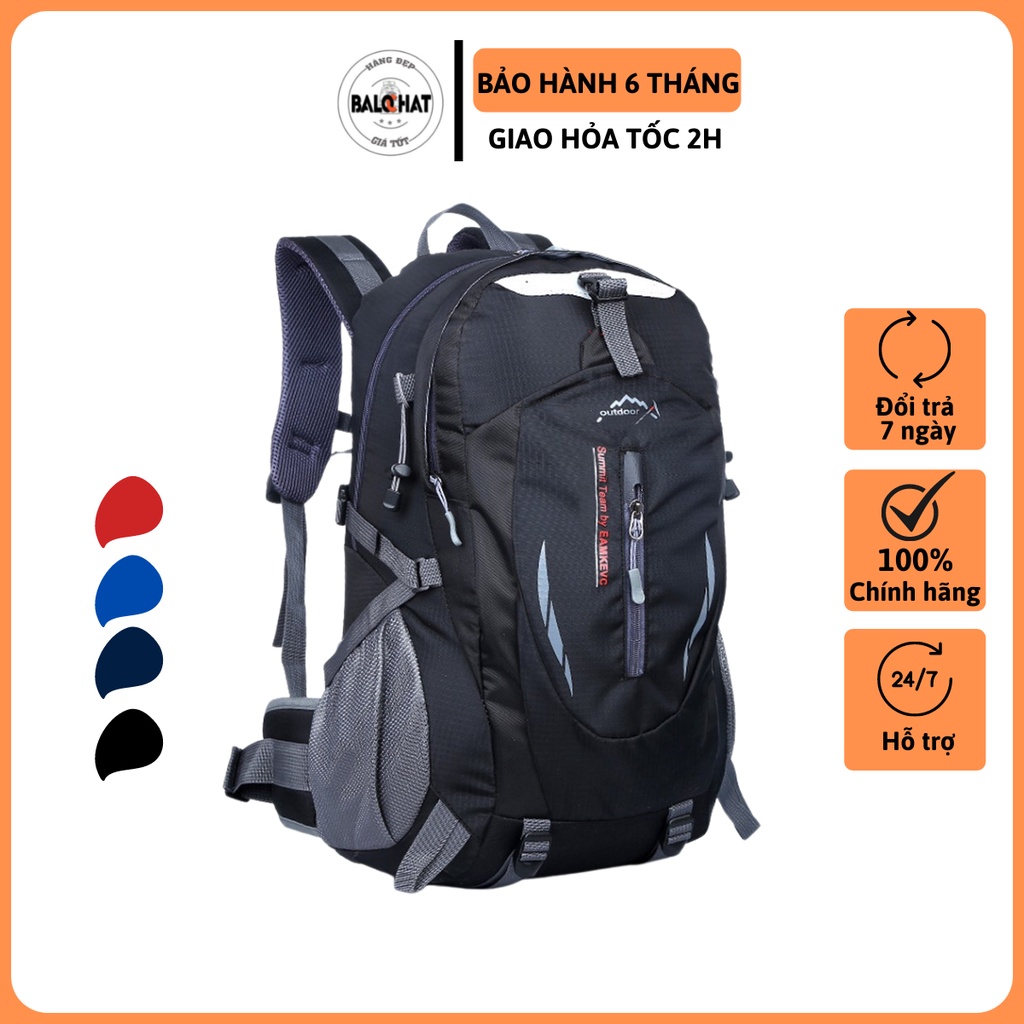 HÀNG ĐẸP
BALOCHAT
GIÁ TỐT
BẢO HÀNH 6 THÁNG
GIAO HỎA TỐC 2H
outdoor
Summit Team by EAMKEVC
Đổi trả
7 ngày
100%
Chính hãng
24/7
Hỗ trợ